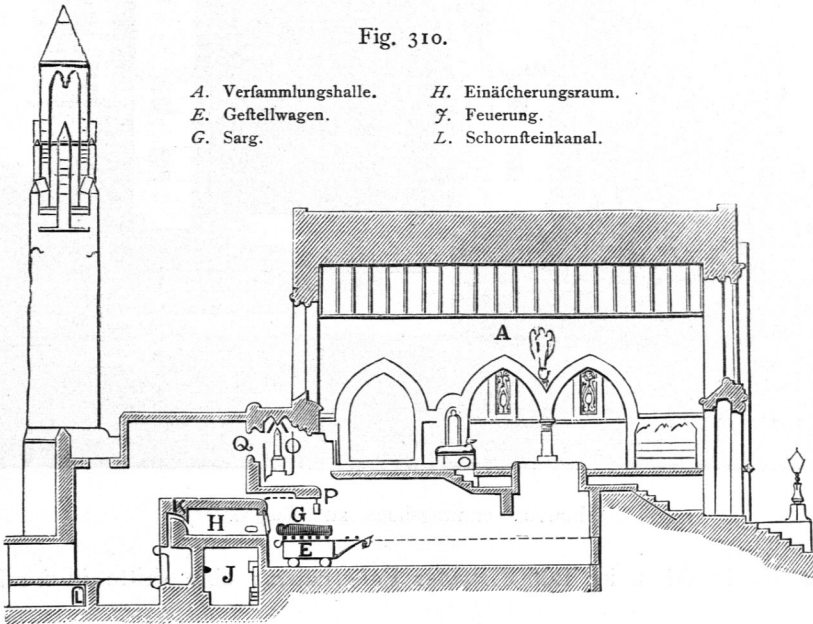 Fig. 310.
A. Verſammlungshalle.
E. Geſtellwagen.
G. Sarg.
H. Einäſcherungsraum.
J. Feuerung.
L. Schornſteinkanal.
A
Q
P
K
G
H
E
J
L